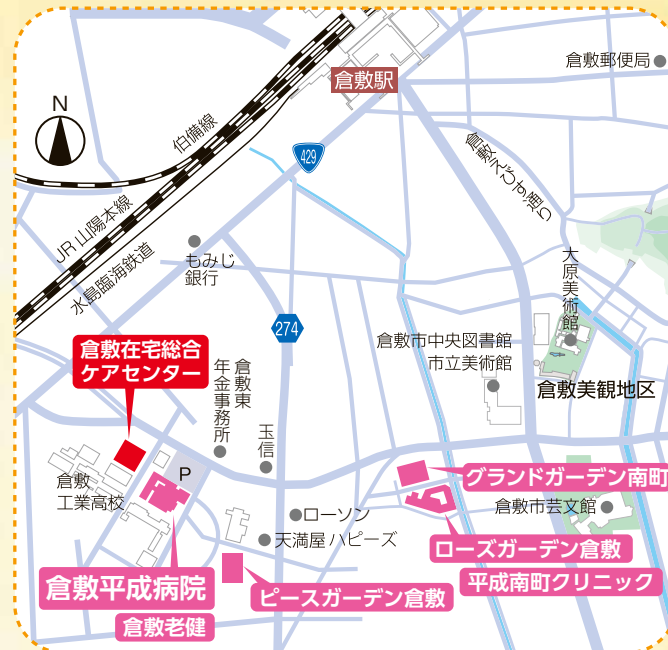 倉敷駅
倉敷郵便局
N
伯備線
429
倉敷えびす通り
JR山陽本線
水島臨海鉄道
もみじ
銀行
大原美術館
274
倉敷市中央図書館
市立美術館
倉敷美観地区
倉敷在宅総合
ケアセンター
倉敷東
年金事務所
玉信
P
倉敷
工業高校
グランドガーデン南町
倉敷市芸文館
ローソン
天満屋ハピーズ
ローズガーデン倉敷
平成南町クリニック
倉敷平成病院
ピースガーデン倉敷
倉敷老健